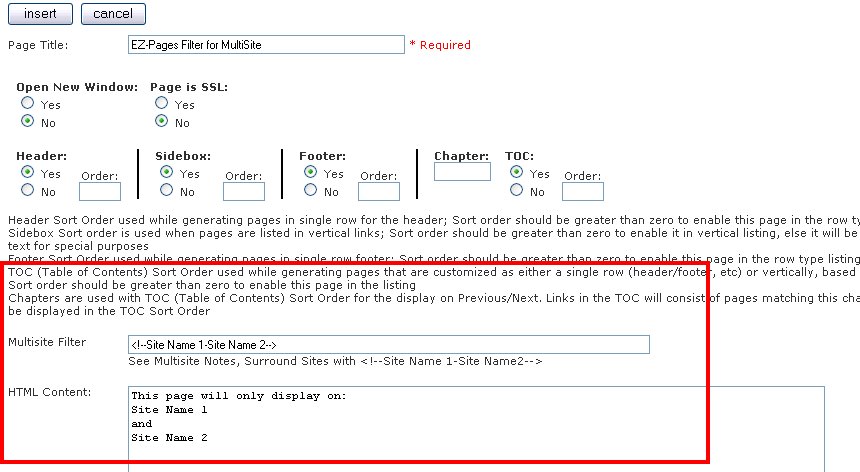 insert cancel
Page Title: EZ-Pages Filter for MultiSite * Required
Open New Window: Page is SSL:
Yes Yes
No No
Header: Sidebox: Footer: Chapter: TOC:
Yes Order: Yes Order: Yes Order: Yes Order:
No No No No
Header Sort Order used while generating pages in single row for the header; Sort order should be greater than zero to enable this page in the row ty
Sidebox Sort order is used when pages are listed in vertical links; Sort order should be greater than zero to enable it in vertical listing, else it will be
text for special purposes
Footer Sort Order used while generating pages in single row footer; Sort order should be greater than zero to enable this page in the row type listing
TOC (Table of Contents) Sort Order used while generating pages that are customized as either a single row (header/footer, etc) or vertically, based
Sort order should be greater than zero to enable this page in the listing
Chapters are used with TOC (Table of Contents) Sort Order for the display on Previous/Next. Links in the TOC will consist of pages matching this cha
be displayed in the TOC Sort Order
Multisite Filter <!--Site Name 1-Site Name 2-->
See Multisite Notes, Surround Sites with <!--Site Name 1-Site Name2-->
HTML Content: This page will only display on:
Site Name 1
and
Site Name 2